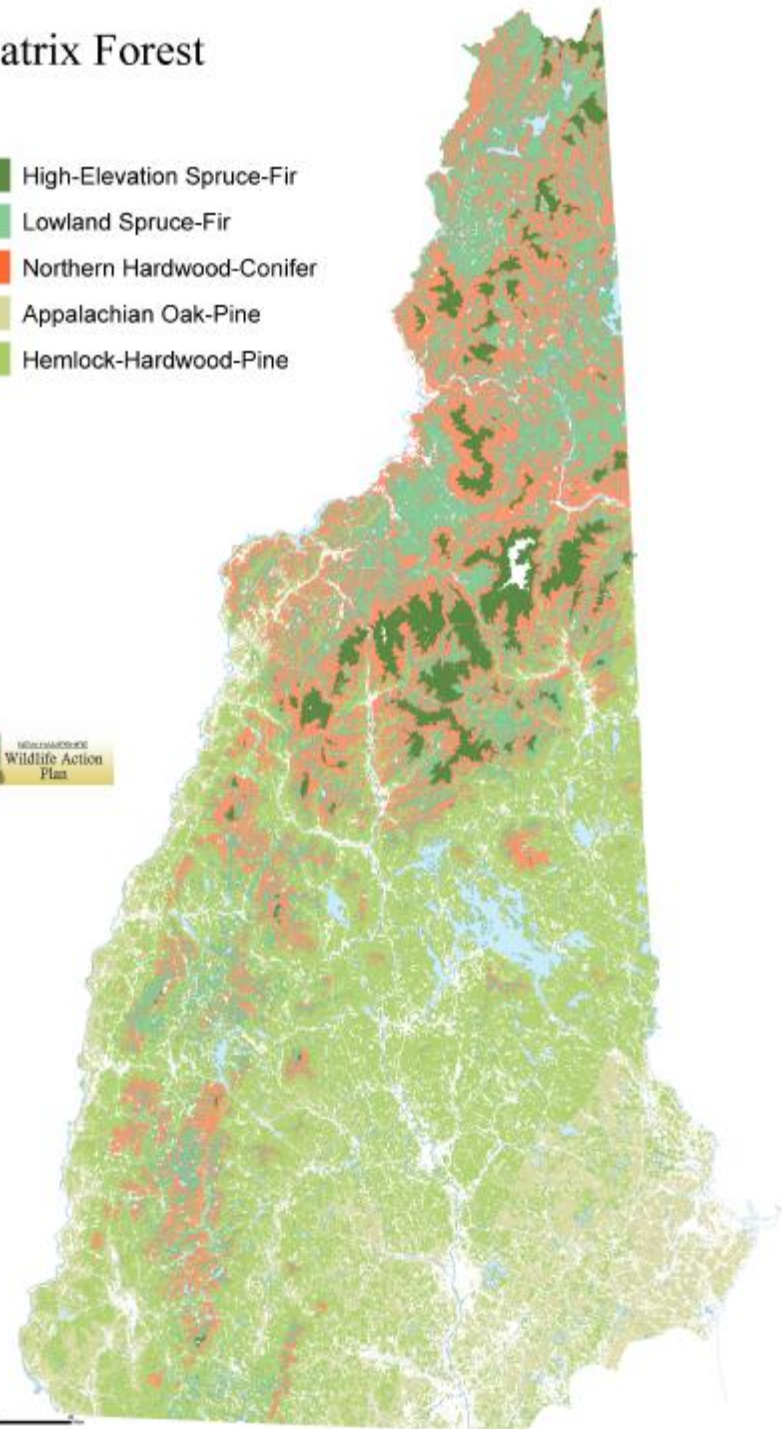 atrix Forest
High-Elevation Spruce-Fir
Lowland Spruce-Fir
Northern Hardwood-Conifer
Appalachian Oak-Pine
Hemlock-Hardwood-Pine
Wildlife Action
Plan